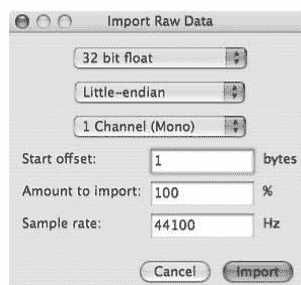 Import Raw Data
32 bit float
Little-endian
1 Channel (Mono)
Start offset: 1 bytes
Amount to import: 100 %
Sample rate: 44100 Hz
Cancel Import